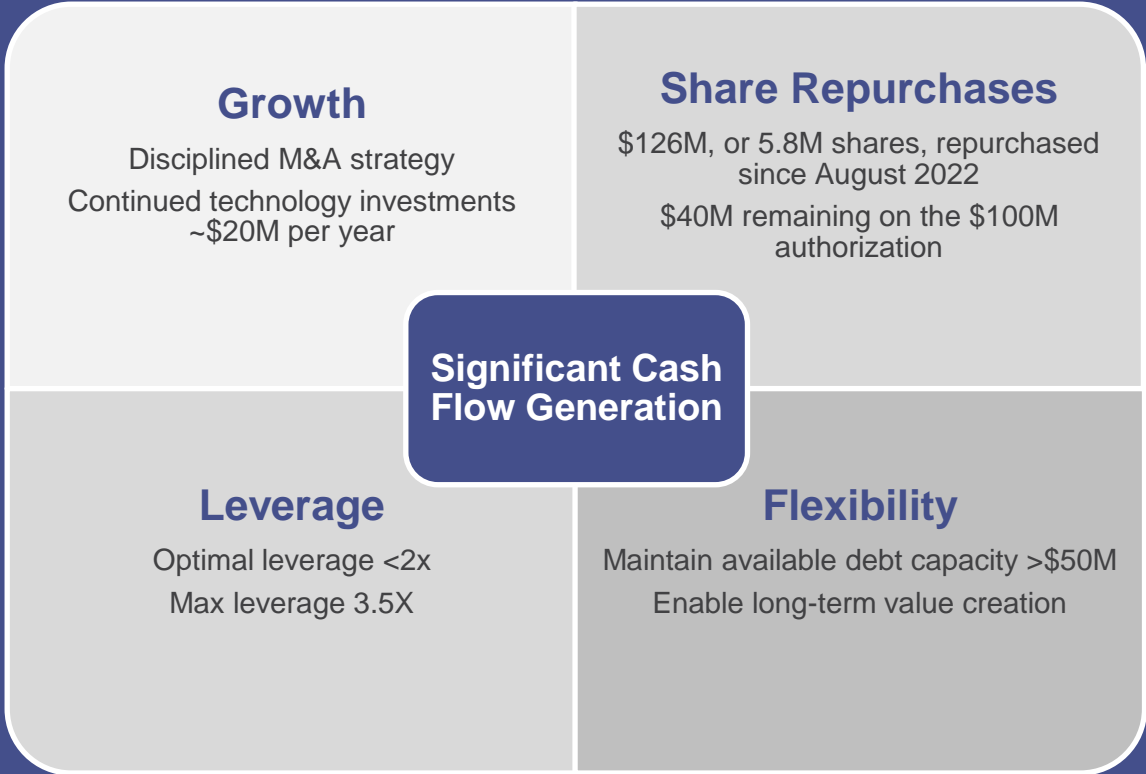 Growth
Disciplined M&A strategy
Continued technology investments
~$20M per year
Share Repurchases
$126M, or 5.8M shares, repurchased
since August 2022
$40M remaining on the $100M
authorization
Significant Cash
Flow Generation
Leverage
Optimal leverage <2x
Max leverage 3.5X
Flexibility
Maintain available debt capacity >$50M
Enable long-term value creation